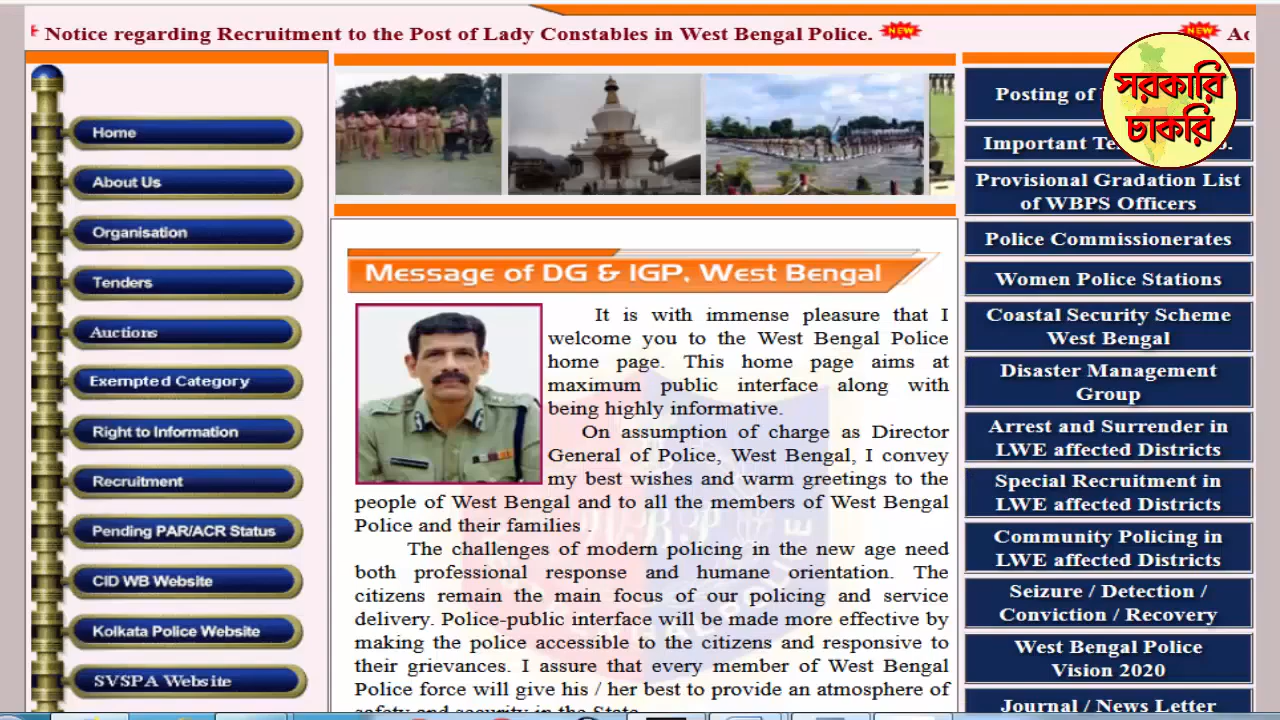 Notice regarding Recruitment to the Post of Lady Constables in West Bengal Police.
NEW
NEW
Home
About Us
Organisation
Tenders
Auctions
Exempted Category
Right to Information
Recruitment
Pending PAR/ACR Status
CID WB Website
Kolkata Police Website
SVSPA Website
Message of DG & IGP, West Bengal
It is with immense pleasure that I
welcome you to the West Bengal Police
home page. This home page aims at
maximum public interface along with
being highly informative.
On assumption of charge as Director
General of Police, West Bengal, I convey
my best wishes and warm greetings to the
people of West Bengal and to all the members of West Bengal
Police and their families .
The challenges of modern policing in the new age need
both professional response and humane orientation. The
citizens remain the main focus of our policing and service
delivery. Police-public interface will be made more effective by
making the police accessible to the citizens and responsive to
their grievances. I assure that every member of West Bengal
Police force will give his / her best to provide an atmosphere of
safety and security in the State.
সরকারি
চাকরি
Posting of
Important
Provisional Gradation List
of WBPS Officers
Police Commissionerates
Women Police Stations
Coastal Security Scheme
West Bengal
Disaster Management
Group
Arrest and Surrender in
LWE affected Districts
Special Recruitment in
LWE affected Districts
Community Policing in
LWE affected Districts
Seizure / Detection /
Conviction / Recovery
West Bengal Police
Vision 2020
Journal / News Letter